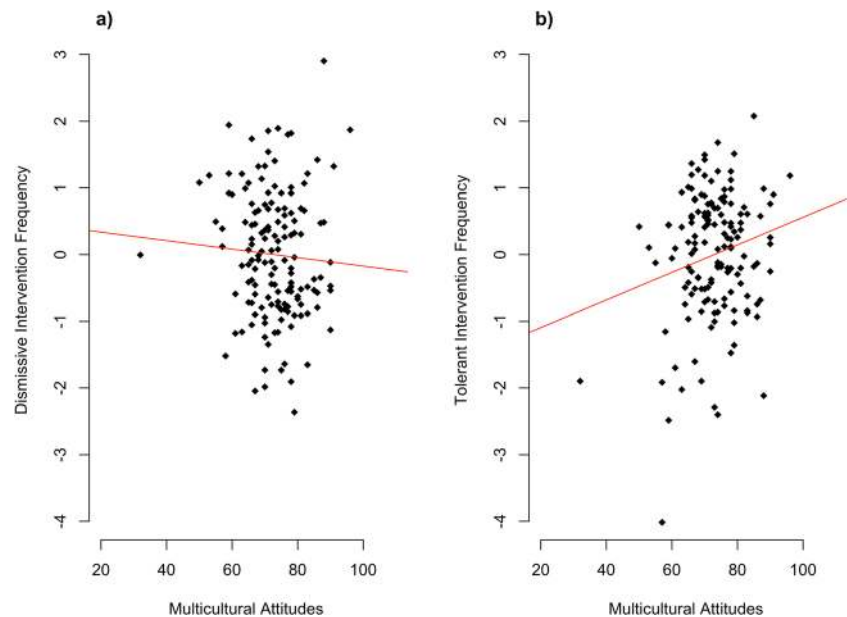 a)
3
2
1
0
-1
-2
-3
-4
Dismissive Intervention Frequency
20 40 60 80 100
Multicultural Attitudes
b)
3
2
1
0
-1
-2
-3
-4
Tolerant Intervention Frequency
20 40 60 80 100
Multicultural Attitudes